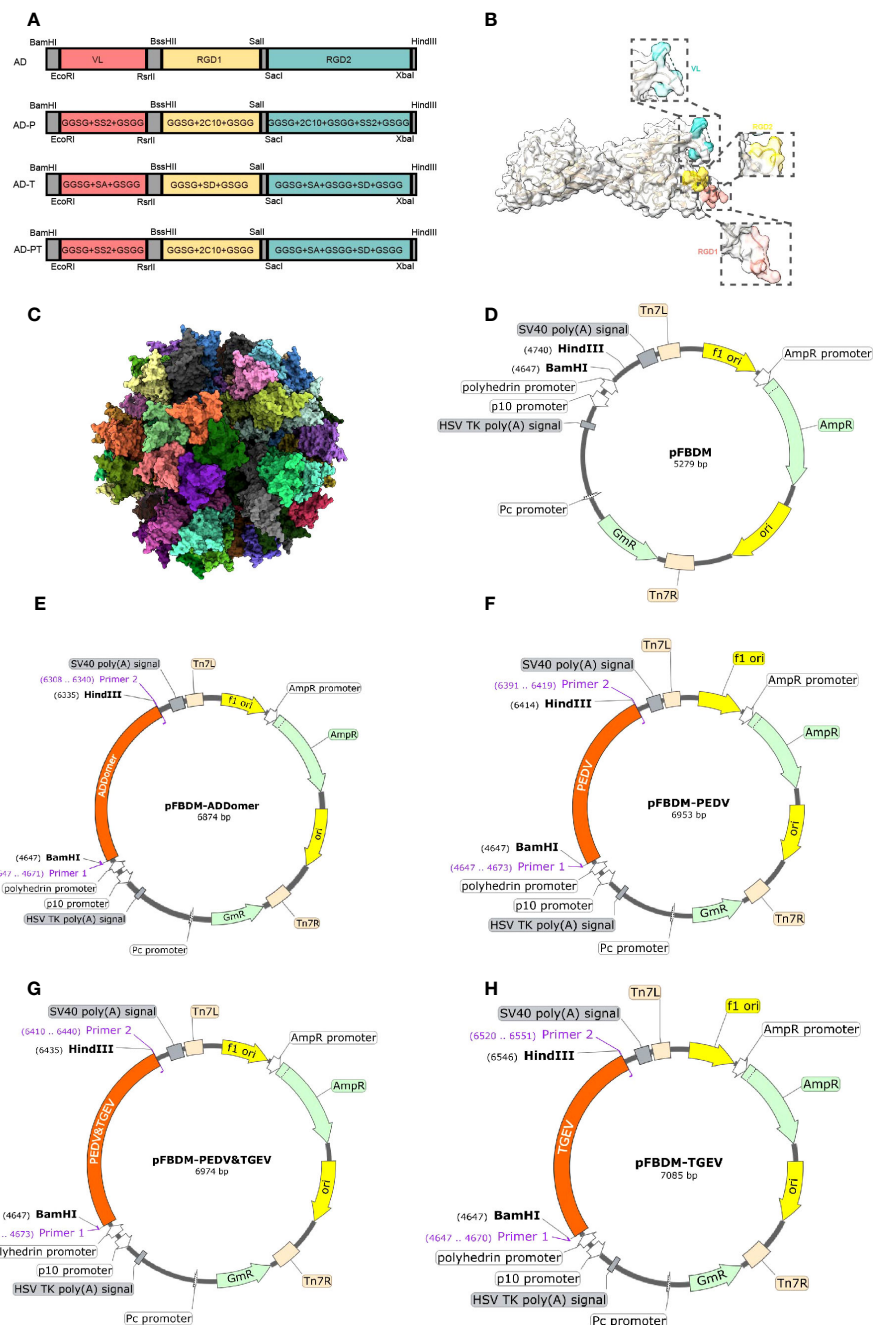 A
BamHI
BssHII
SalI
HindIII
AD
VL
RGD1
RGD2
EcoRI
RsrII
SacI
XbaI
BamHI
BssHII
SalI
HindIII
AD-P
GGSG+SS2+GSGG
GGSG+2C10+GSGG
GGSG+2C10+GSGG+SS2+GSGG
EcoRI
RsrII
SacI
XbaI
BamHI
BssHII
SalI
HindIII
AD-T
GGSG+SA+GSGG
GGSG+SD+GSGG
GGSG+SA+GSGG+SD+GSGG
EcoRI
RsrII
SacI
XbaI
BamHI
BssHII
SalI
HindIII
AD-PT
GGSG+SS2+GSGG
GGSG+2C10+GSGG
GGSG+SA+GSGG+SD+GSGG
EcoRI
RsrII
SacI
XbaI
B
VL
RGD2
RGD1
C
D
Tn7L
SV40 poly(A) signal
f1 ori
AmpR promoter
(4740) HindIII
(4647) BamHI
polyhedrin promoter
p10 promoter
HSV TK poly(A) signal
AmpR
pFBDM
5279 bp
Pc promoter
GmR
ori
Tn7R
E
Tn7L
SV40 poly(A) signal
(6308 .. 6340) Primer 2
(6335) HindIII
f1 ori
AmpR promoter
AmpR
ADDomer
pFBDM-ADDomer
6874 bp
(4647) BamHI
47 .. 4671) Primer 1
polyhedrin promoter
p10 promoter
HSV TK poly(A) signal
ori
GmR
Tn7R
Pc promoter
F
Tn7L
SV40 poly(A) signal
f1 ori
(6391 .. 6419) Primer 2
(6414) HindIII
AmpR promoter
AmpR
PEDV
pFBDM-PEDV
6953 bp
(4647) BamHI
(4647 .. 4673) Primer 1
polyhedrin promoter
p10 promoter
HSV TK poly(A) signal
ori
GmR
Tn7R
Pc promoter
G
Tn7L
SV40 poly(A) signal
(6410 .. 6440) Primer 2
(6435) HindIII
f1 ori
AmpR promoter
AmpR
PEDV&TGEV
pFBDM-PEDV&TGEV
6974 bp
(4647) BamHI
.. 4673) Primer 1
olyhedrin promoter
p10 promoter
HSV TK poly(A) signal
ori
GmR
Tn7R
Pc promoter
H
Tn7L
SV40 poly(A) signal
f1 ori
(6520 .. 6551) Primer 2
(6546) HindIII
AmpR promoter
AmpR
TGEV
pFBDM-TGEV
7085 bp
(4647) BamHI
(4647 .. 4670) Primer 1
polyhedrin promoter
p10 promoter
HSV TK poly(A) signal
ori
GmR
Tn7R
Pc promoter